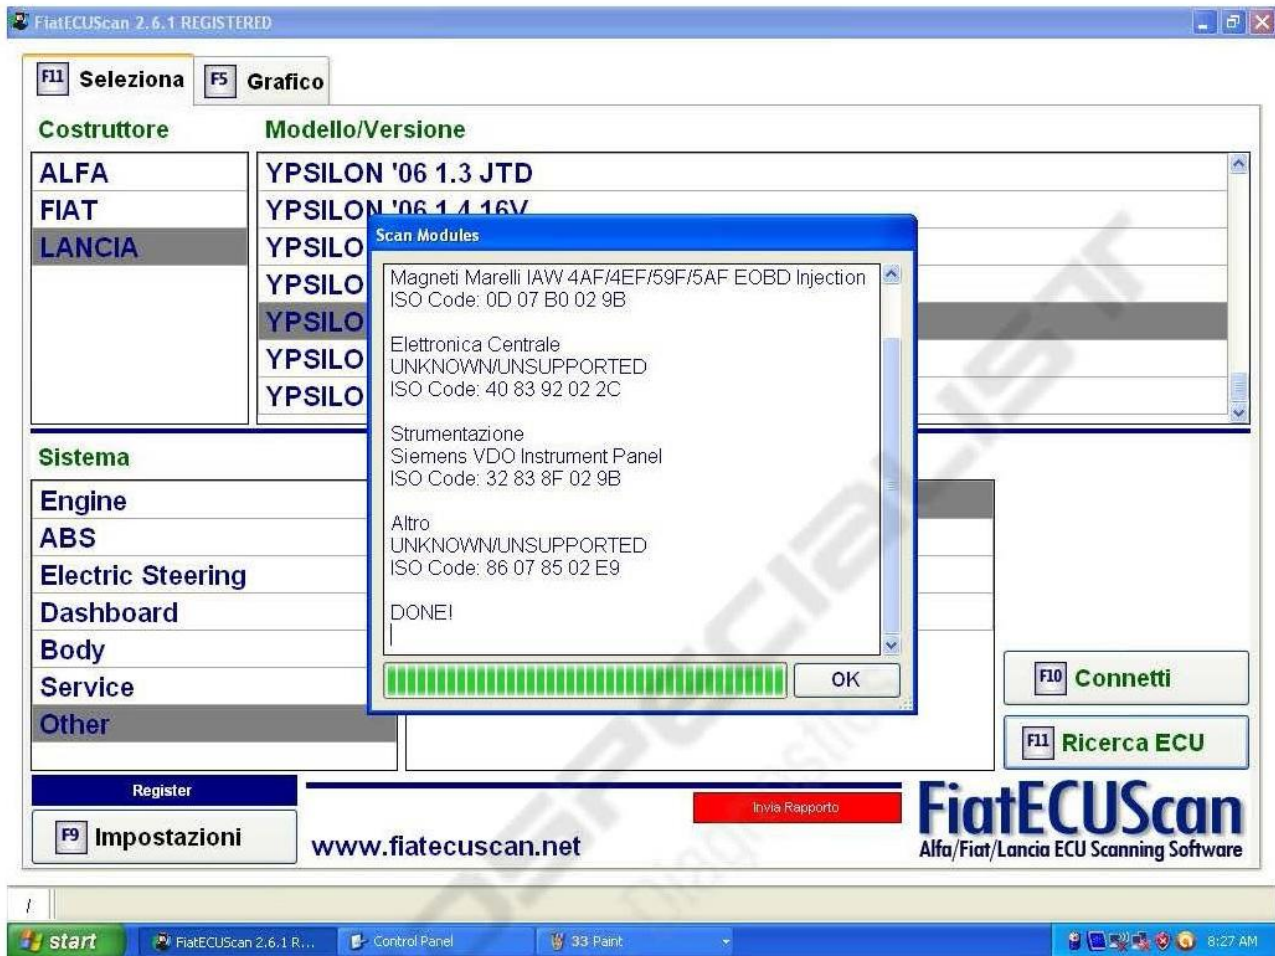 FiatECUScan 2.6.1 REGISTERED
F11 Seleziona F5 Grafico
Costruttore Modello/Versione
ALFA
FIAT
LANCIA
YPSILON '06 1.3 JTD
YPSILON '06 1.4 16V
YPSILO
YPSILO
YPSILO
YPSILO
YPSILO
Scan Modules
Magneti Marelli IAW 4AF/4EF/59F/5AF EOBD Injection
ISO Code: 0D 07 B0 02 9B
Elettronica Centrale
UNKNOWN/UNSUPPORTED
ISO Code: 40 83 92 02 2C
Strumentazione
Siemens VDO Instrument Panel
ISO Code: 32 83 8F 02 9B
Altro
UNKNOWN/UNSUPPORTED
ISO Code: 86 07 85 02 E9
DONE!
OK
Sistema
Engine
ABS
Electric Steering
Dashboard
Body
Service
Other
F10 Connetti
F11 Ricerca ECU
Register
F9 Impostazioni
www.fiatecuscan.net
Invia Rapporto
FiatECUScan
Alfa/Fiat/Lancia ECU Scanning Software
/
start FiatECUScan 2.6.1 R... Control Panel 33 Paint 8:27 AM